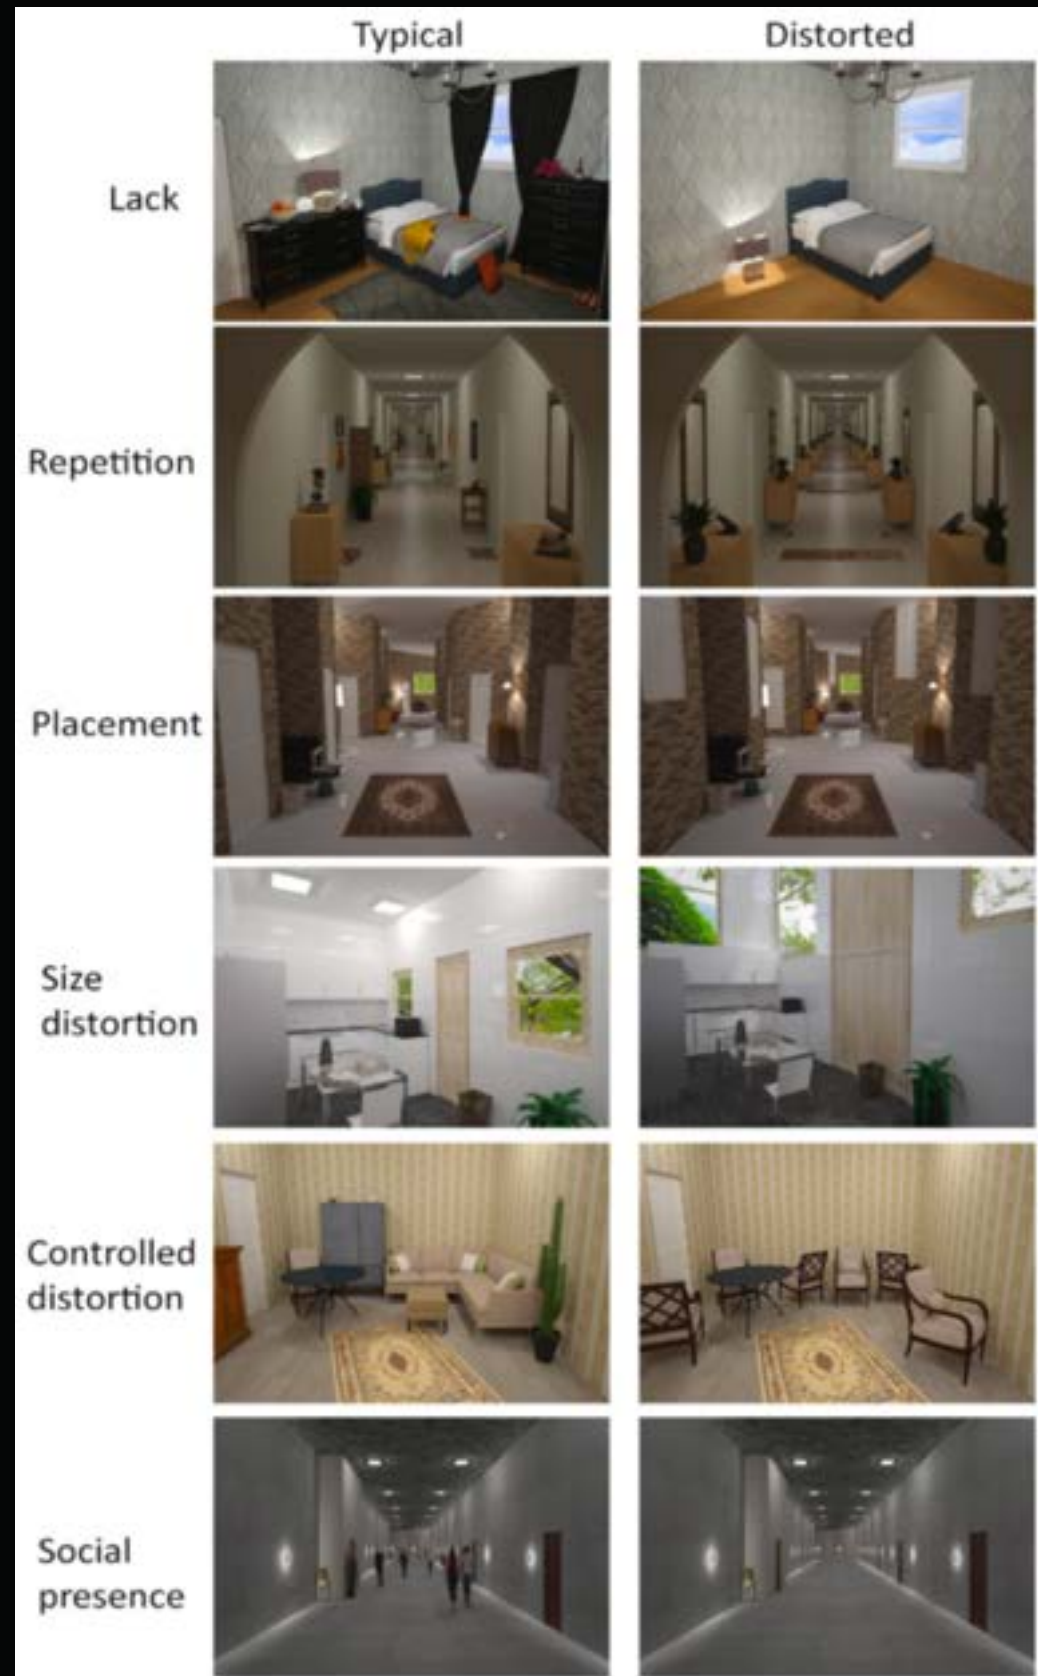 Typical
Distorted
Lack
Repetition
Placement
Size
distortion
Controlled
distortion
Social
presence